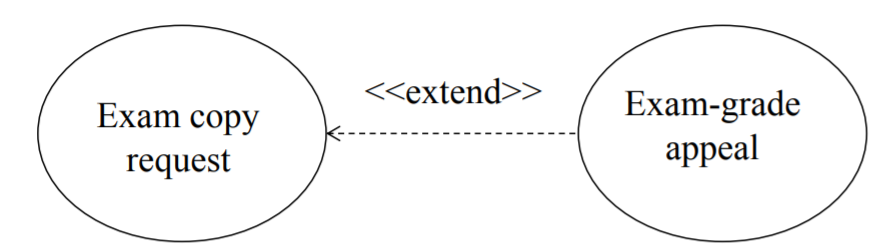 Exam copy
request
<<extend>>
Exam-grade
appeal